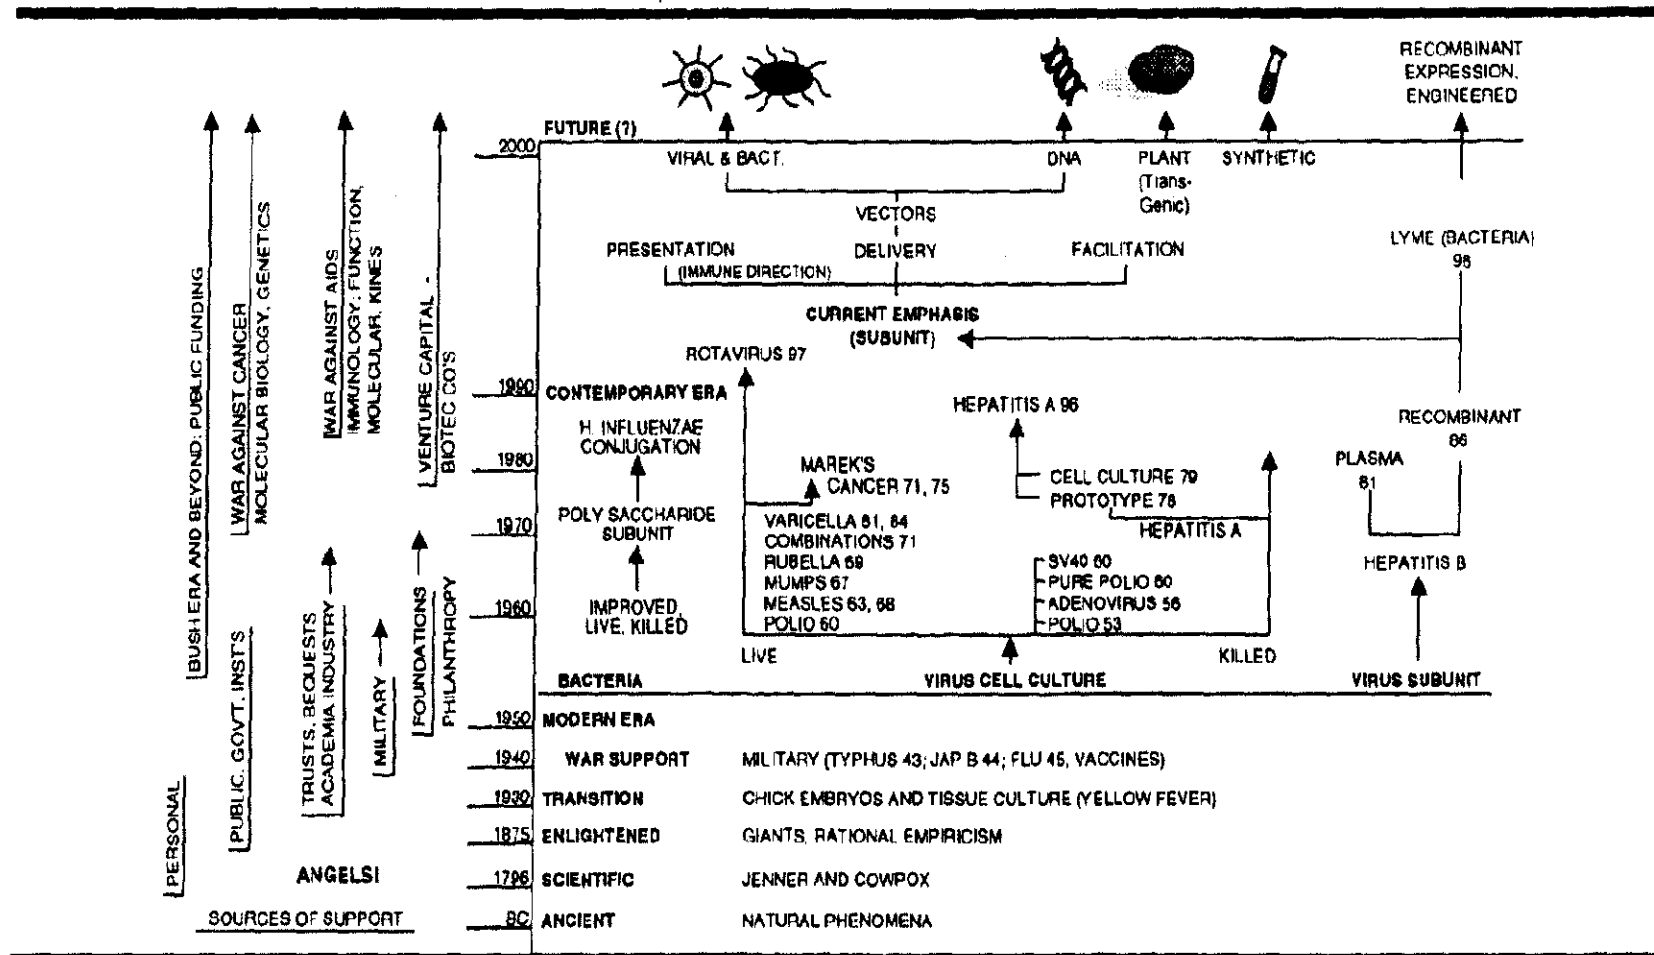 RECOMBINANT
EXPRESSION,
ENGINEERED
FUTURE (?)
2000
VIRAL & BACT.
DNA
PLANT
(Trans-
Genic)
SYNTHETIC
VECTORS
PRESENTATION
DELIVERY
FACILITATION
(IMMUNE DIRECTION)
LYME (BACTERIA)
98
CURRENT EMPHASIS
(SUBUNIT)
ROTAVIRUS 97
1990
CONTEMPORARY ERA
HEPATITIS A 96
RECOMBINANT
86
H. INFLUENZAE
CONJUGATION
1980
MAREK'S
CANCER 71, 75
CELL CULTURE 79
PROTOTYPE 78
HEPATITIS A
PLASMA
81
POLY SACCHARIDE
SUBUNIT
1970
VARICELLA 81, 84
COMBINATIONS 71
RUBELLA 69
MUMPS 67
MEASLES 63, 68
POLIO 60
SV40 60
PURE POLIO 60
ADENOVIRUS 56
POLIO 53
HEPATITIS B
1960
IMPROVED,
LIVE, KILLED
LIVE
KILLED
BACTERIA
VIRUS CELL CULTURE
VIRUS SUBUNIT
1950 MODERN ERA
1940 WAR SUPPORT MILITARY (TYPHUS 43; JAP B 44; FLU 45, VACCINES)
1930 TRANSITION CHICK EMBRYOS AND TISSUE CULTURE (YELLOW FEVER)
1875 ENLIGHTENED GIANTS, RATIONAL EMPIRICISM
1796 SCIENTIFIC JENNER AND COWPOX
BC ANCIENT NATURAL PHENOMENA
PERSONAL
BUSH ERA AND BEYOND: PUBLIC FUNDING
PUBLIC, GOVT. INSTS
WAR AGAINST CANCER
MOLECULAR BIOLOGY, GENETICS
TRUSTS, BEQUESTS
ACADEMIA INDUSTRY
WAR AGAINST AIDS
IMMUNOLOGY; FUNCTION,
MOLECULAR, KINES
MILITARY
FOUNDATIONS
PHILANTHROPY
VENTURE CAPITAL -
BIOTEC CO'S
ANGELSI
SOURCES OF SUPPORT